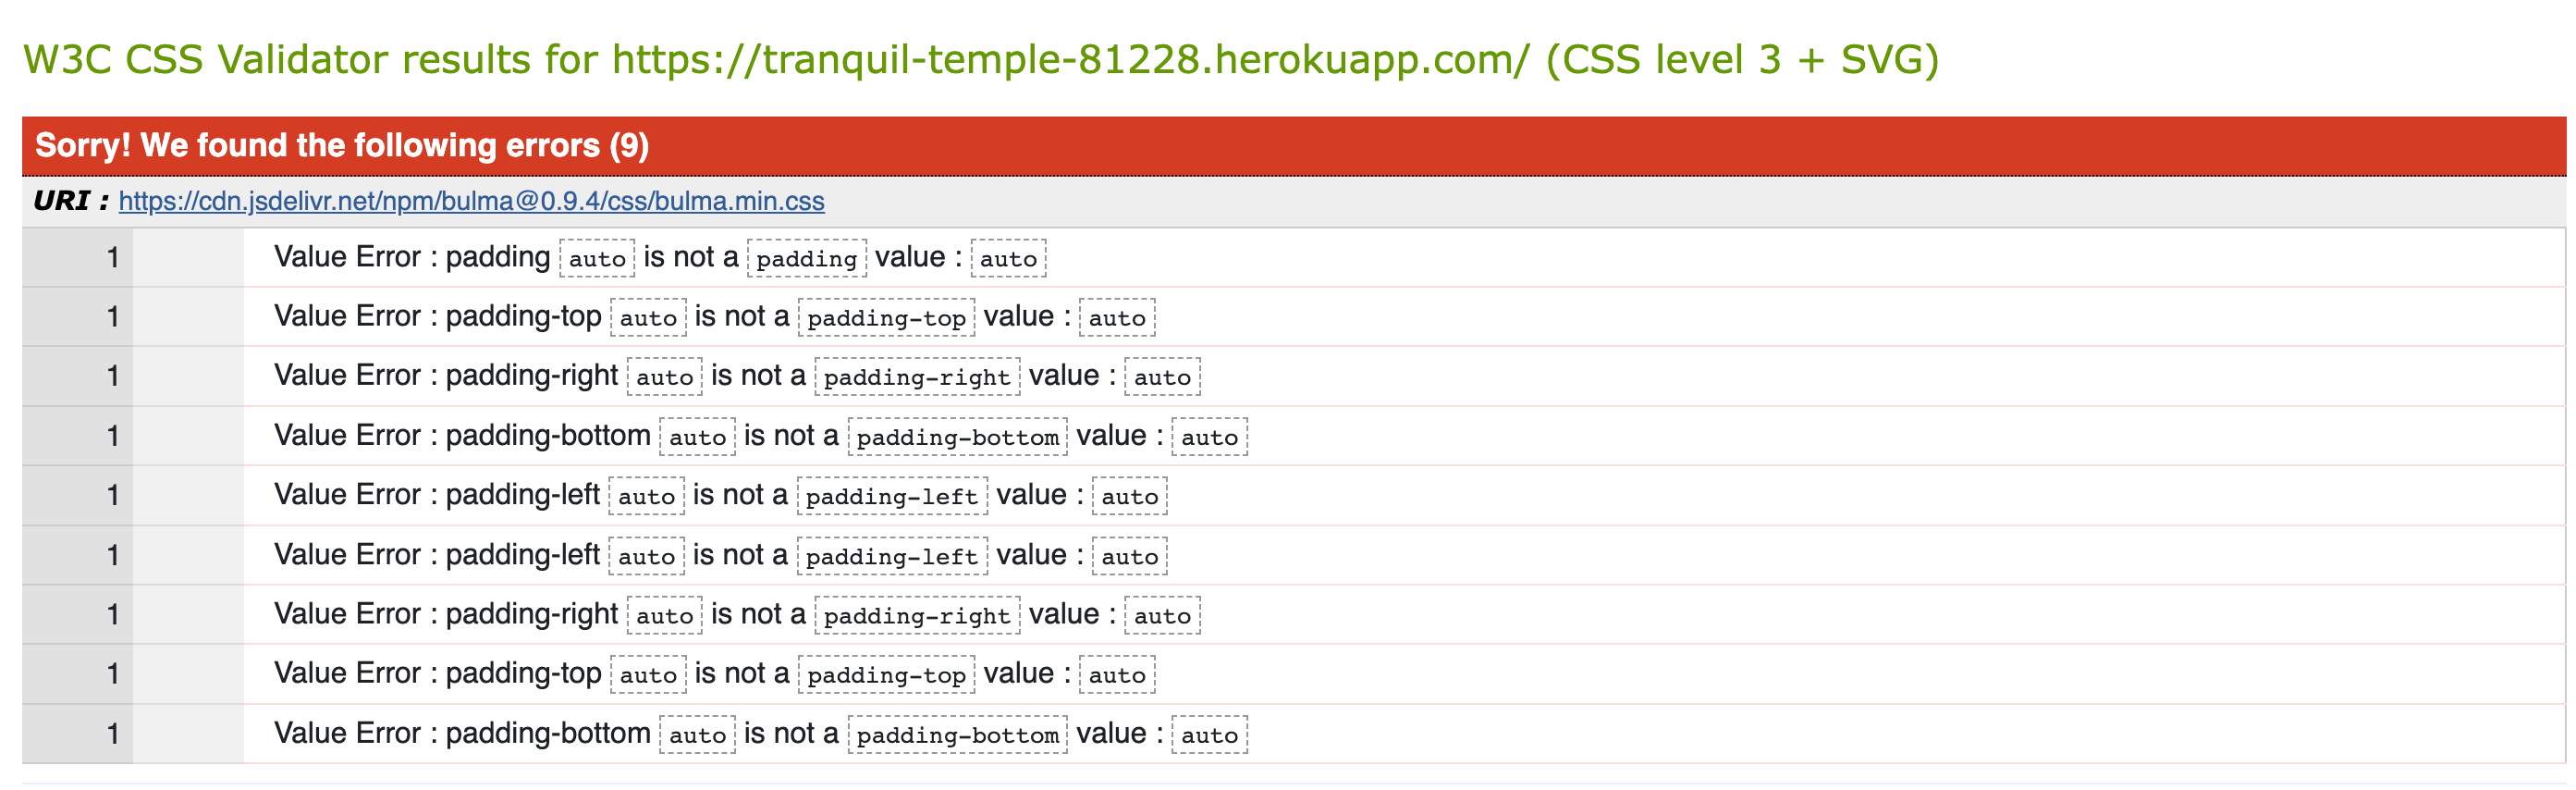 W3C CSS Validator results for https://tranquil-temple-81228.herokuapp.com/ (CSS level 3 + SVG)
Sorry! We found the following errors (9)
URI : https://cdn.jsdelivr.net/npm/bulma@0.9.4/css/bulma.min.css
1 Value Error : padding auto is not a padding value : auto
1 Value Error : padding-top auto is not a padding-top value : auto
1 Value Error : padding-right auto is not a padding-right value : auto
1 Value Error : padding-bottom auto is not a padding-bottom value : auto
1 Value Error : padding-left auto is not a padding-left value : auto
1 Value Error : padding-left auto is not a padding-left value : auto
1 Value Error : padding-right auto is not a padding-right value : auto
1 Value Error : padding-top auto is not a padding-top value : auto
1 Value Error : padding-bottom auto is not a padding-bottom value : auto